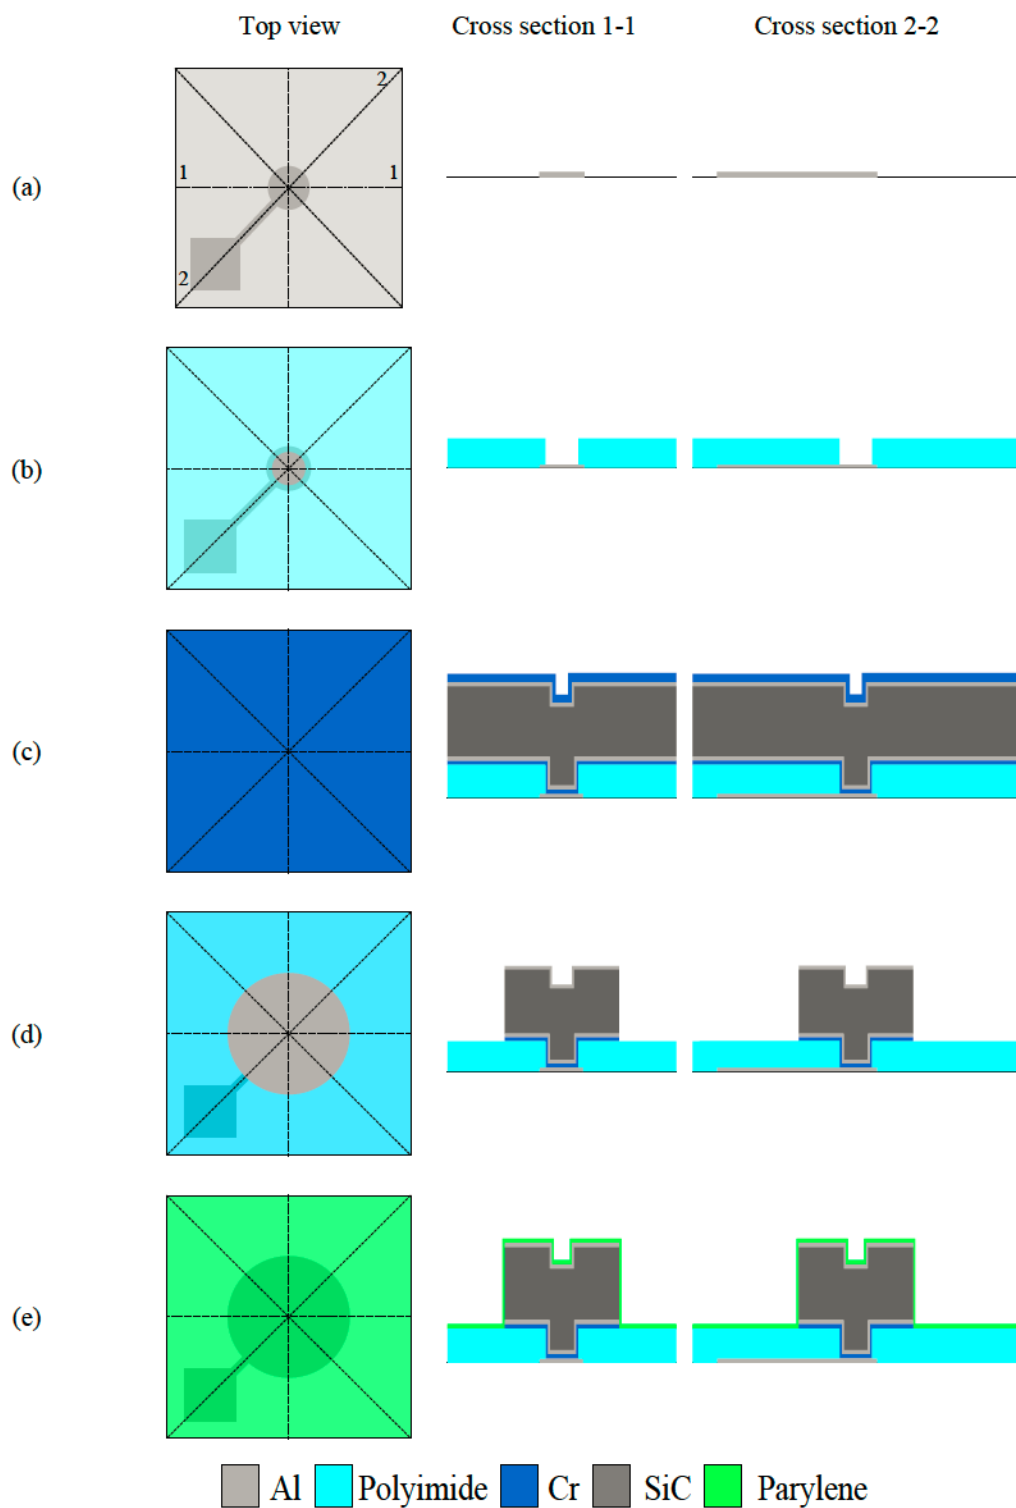 Top view Cross section 1-1 Cross section 2-2
2
1 1
(a)
2
(b)
(c)
(d)
(e)
Al Polyimide Cr SiC Parylene